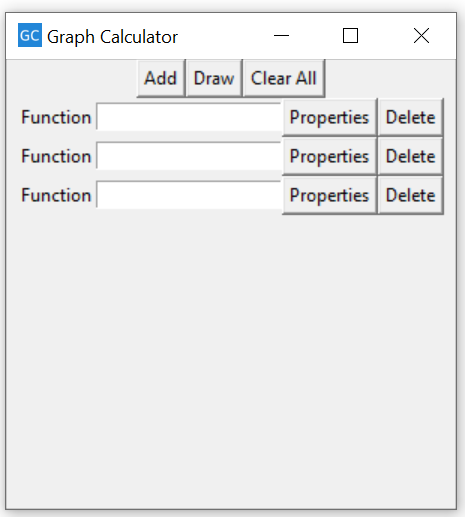 GC Graph Calculator
Add Draw Clear All
Function Properties Delete
Function Properties Delete
Function Properties Delete